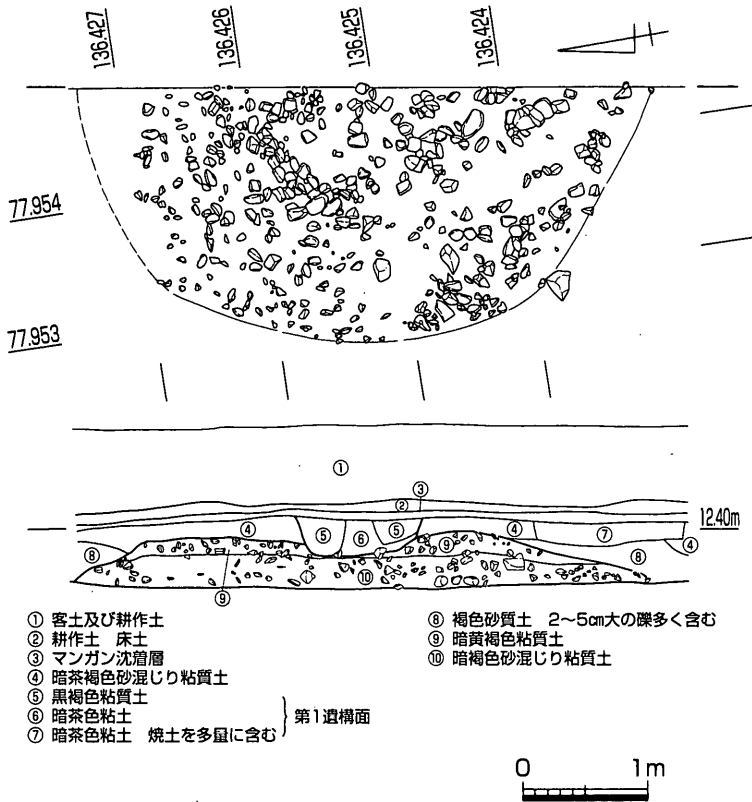 136.427
136.426
136.425
136.424
77.954
77.953
①
③
②
12.40m
④
⑤
⑥
⑤
④
⑦
④
⑧
⑨
⑧
⑩
⑨
① 客土及び耕作土
② 耕作土 床土
③ マンガン沈着層
④ 暗茶褐色砂混じり粘質土
⑤ 黒褐色粘質土
⑥ 暗茶色粘土
⑦ 暗茶色粘土 焼土を多量に含む
第1遺構面
⑧ 褐色砂質土 2〜5cm大の礫多く含む
⑨ 暗黄褐色粘質土
⑩ 暗褐色砂混じり粘質土
0 1m